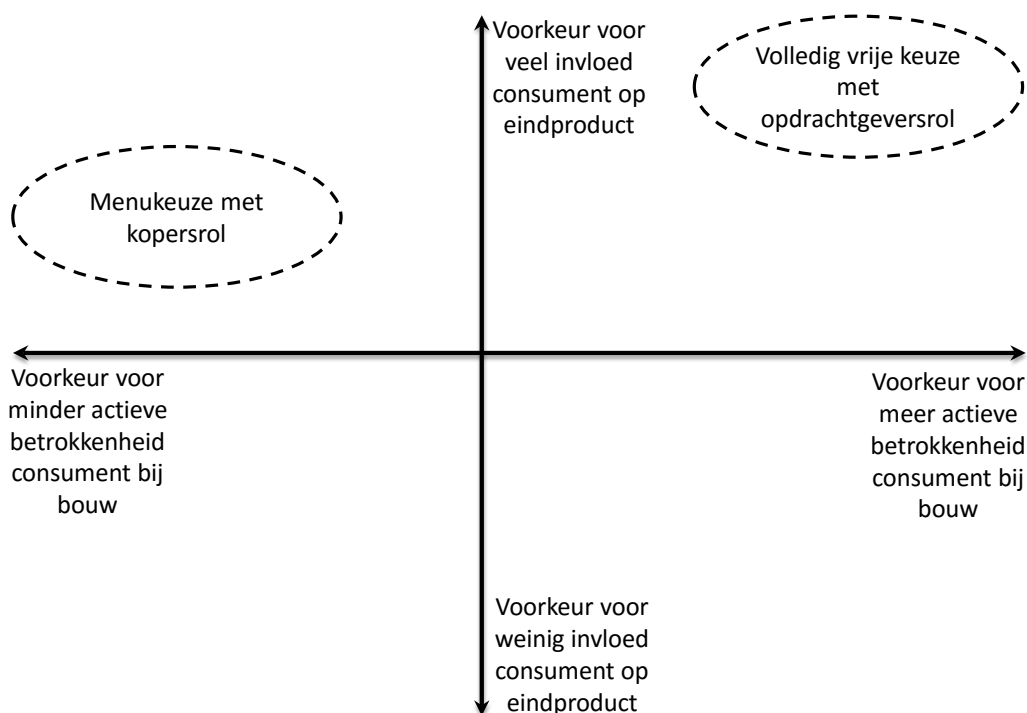 Voorkeur voor
veel invloed
consument op
eindproduct
Volledig vrije keuze
met
opdrachtgeversrol
Menukeuze met
kopersrol
Voorkeur voor
minder actieve
betrokkenheid
consument bij
bouw
Voorkeur voor
meer actieve
betrokkenheid
consument bij
bouw
Voorkeur voor
weinig invloed
consument op
eindproduct